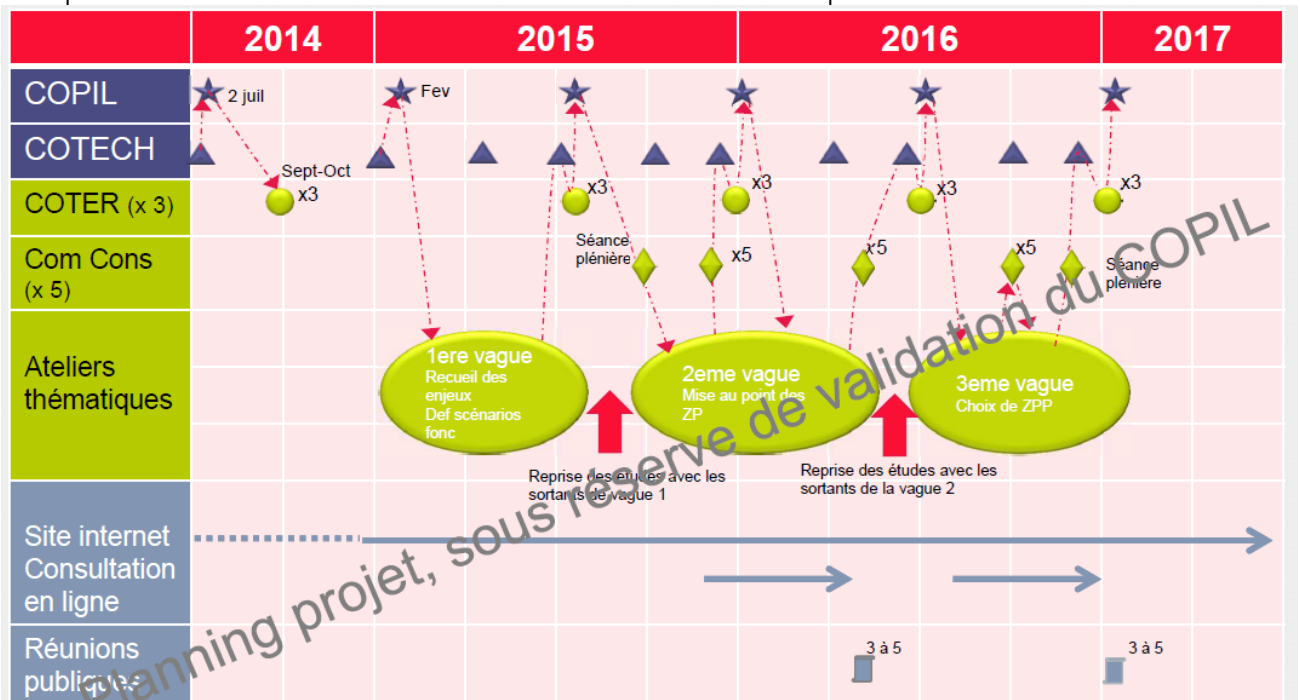 2014 2015 2016 2017
COPIL
2 juil
Fev
COTECH
Sept-Oct
COTER (x 3)
x3
x3
x3
x3
x3
Com Cons
(x 5)
Séance
plénière
x5
x5
x5
Séance
plénière
Ateliers
thématiques
1ere vague
Recueil des
enjeux
Def scénarios
fonc
2eme vague
Mise au point des
ZP
3eme vague
Choix de ZPP
Reprise des études avec les
sortants de vague 1
Reprise des études avec les
sortants de la vague 2
Site internet
Consultation
en ligne
Réunions
publiques
3 à 5
3 à 5
Planning projet, sous réserve de validation du COPIL